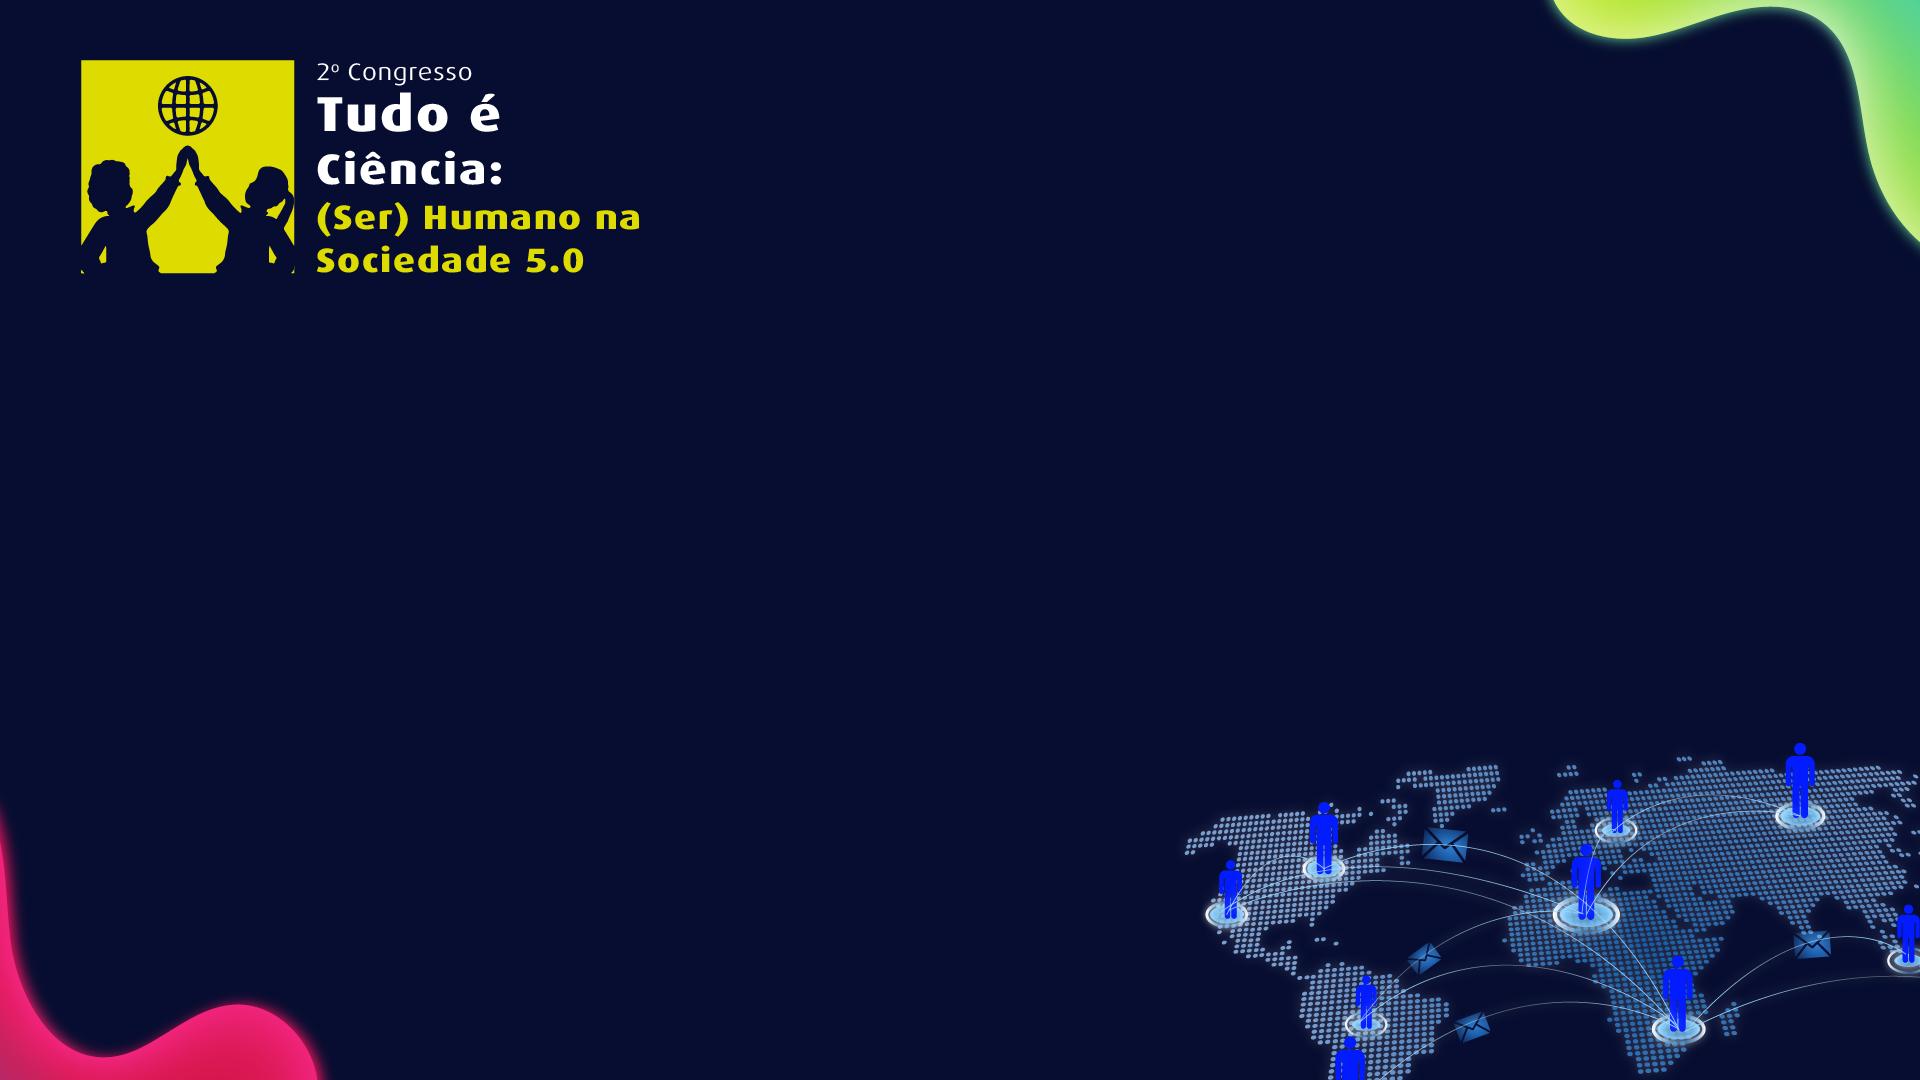 2º Congresso
Tudo é
Ciência:
(Ser) Humano na
Sociedade 5.0